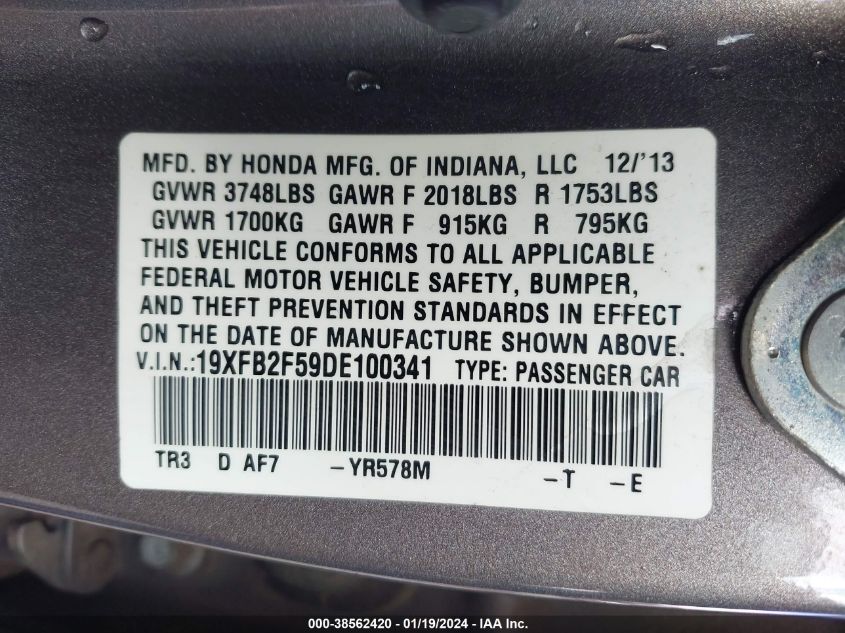 MFD. BY HONDA MFG. OF INDIANA, LLC 12/'13
GVWR 3748LBS GAWR F 2018LBS R 1753LBS
GVWR 1700KG GAWR F 915KG R 795KG
THIS VEHICLE CONFORMS TO ALL APPLICABLE
FEDERAL MOTOR VEHICLE SAFETY, BUMPER,
AND THEFT PREVENTION STANDARDS IN EFFECT
ON THE DATE OF MANUFACTURE SHOWN ABOVE.
V.I.N.:19XFB2F59DE100341 TYPE: PASSENGER CAR
TR3 D AF7 -YR578M -T -E
000-38562420 - 01/19/2024 - IAA Inc.